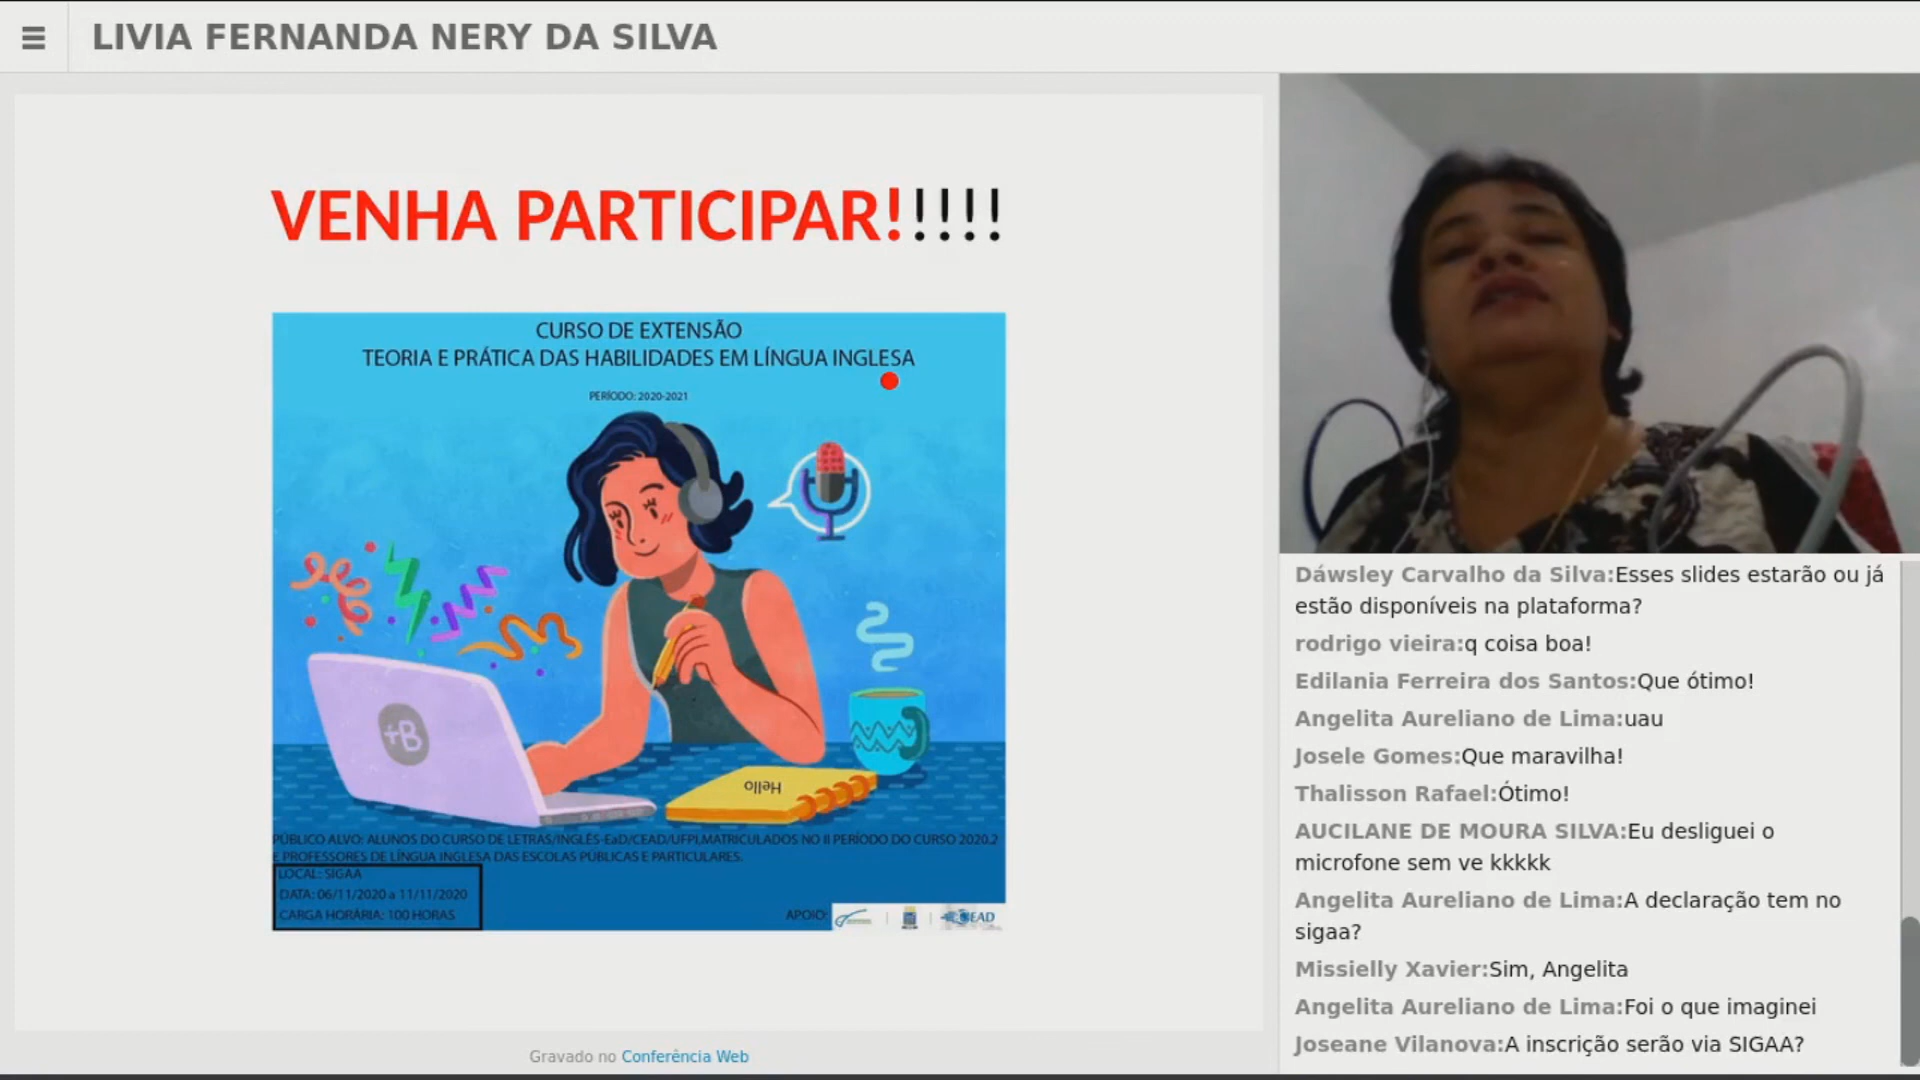 LIVIA FERNANDA NERY DA SILVA
VENHA PARTICIPAR!!!!!
CURSO DE EXTENSÃO
TEORIA E PRÁTICA DAS HABILIDADES EM LÍNGUA INGLESA
PERÍODO: 2020-2021
+B
Hello
PÚBLICO ALVO: ALUNOS DO CURSO DE LETRAS/INGLÊS-EaD/CEAD/UFPI,MATRICULADOS NO II PERÍODO DO CURSO 2020.2
E PROFESSORES DE LÍNGUA INGLESA DAS ESCOLAS PÚBLICAS E PARTICULARES.
LOCAL: SIGAA
DATA: 06/11/2020 a 11/11/2020
CARGA HORÁRIA: 100 HORAS
APOIO:
CEAD
Gravado no Conferência Web
Dáwsley Carvalho da Silva:Esses slides estarão ou já
estão disponíveis na plataforma?
rodrigo vieira:q coisa boa!
Edilania Ferreira dos Santos:Que ótimo!
Angelita Aureliano de Lima:uau
Josele Gomes:Que maravilha!
Thalisson Rafael:Ótimo!
AUCILANE DE MOURA SILVA:Eu desliguei o
microfone sem ve kkkkk
Angelita Aureliano de Lima:A declaração tem no
sigaa?
Missielly Xavier:Sim, Angelita
Angelita Aureliano de Lima:Foi o que imaginei
Joseane Vilanova:A inscrição serão via SIGAA?